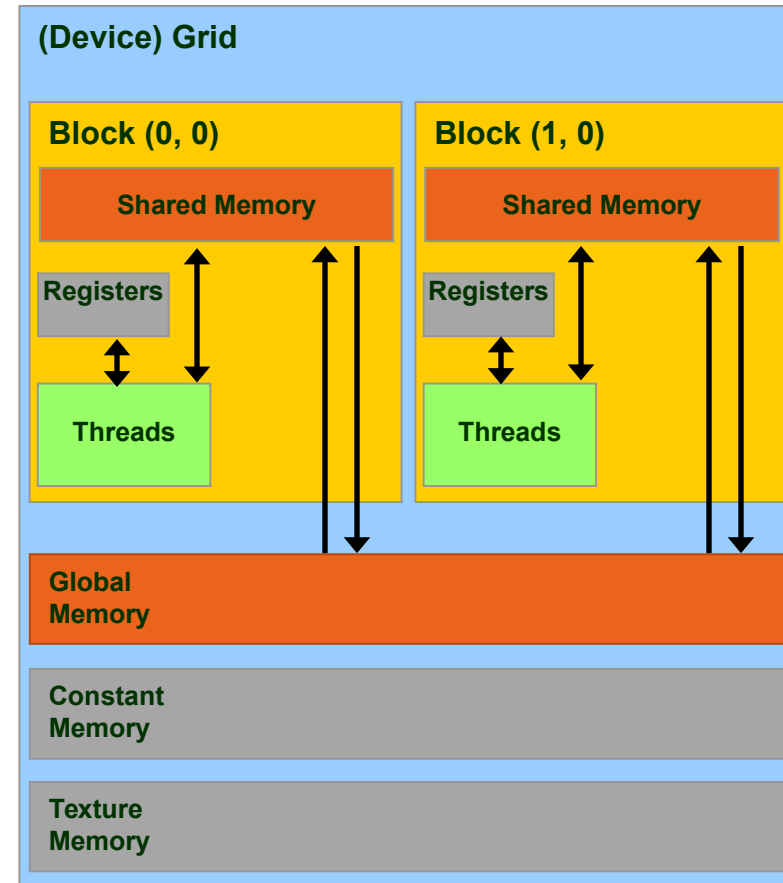 (Device) Grid
Block (0, 0)
Shared Memory
Registers
Threads
Block (1, 0)
Shared Memory
Registers
Threads
Global
Memory
Constant
Memory
Texture
Memory